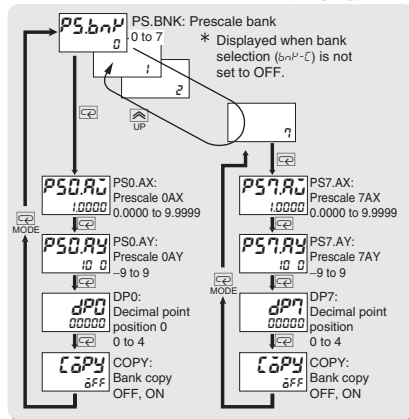 PS.bnK
0
PS.BNK: Prescale bank
0 to 7
* Displayed when bank
selection (bnK-C) is not
set to OFF.
1
2
UP
7
PS0.AX
1.0000
PS0.AX:
Prescale 0AX
0.0000 to 9.9999
PS7.AX
1.0000
PS7.AX:
Prescale 7AX
0.0000 to 9.9999
MODE
PS0.AY
10 0
PS0.AY:
Prescale 0AY
–9 to 9
MODE
PS7.AY
10 0
PS7.AY:
Prescale 7AY
–9 to 9
dP0
00000
DP0:
Decimal point
position 0
0 to 4
dP7
00000
DP7:
Decimal point
position
0 to 4
CoPY
oFF
COPY:
Bank copy
OFF, ON
CoPY
oFF
COPY:
Bank copy
OFF, ON